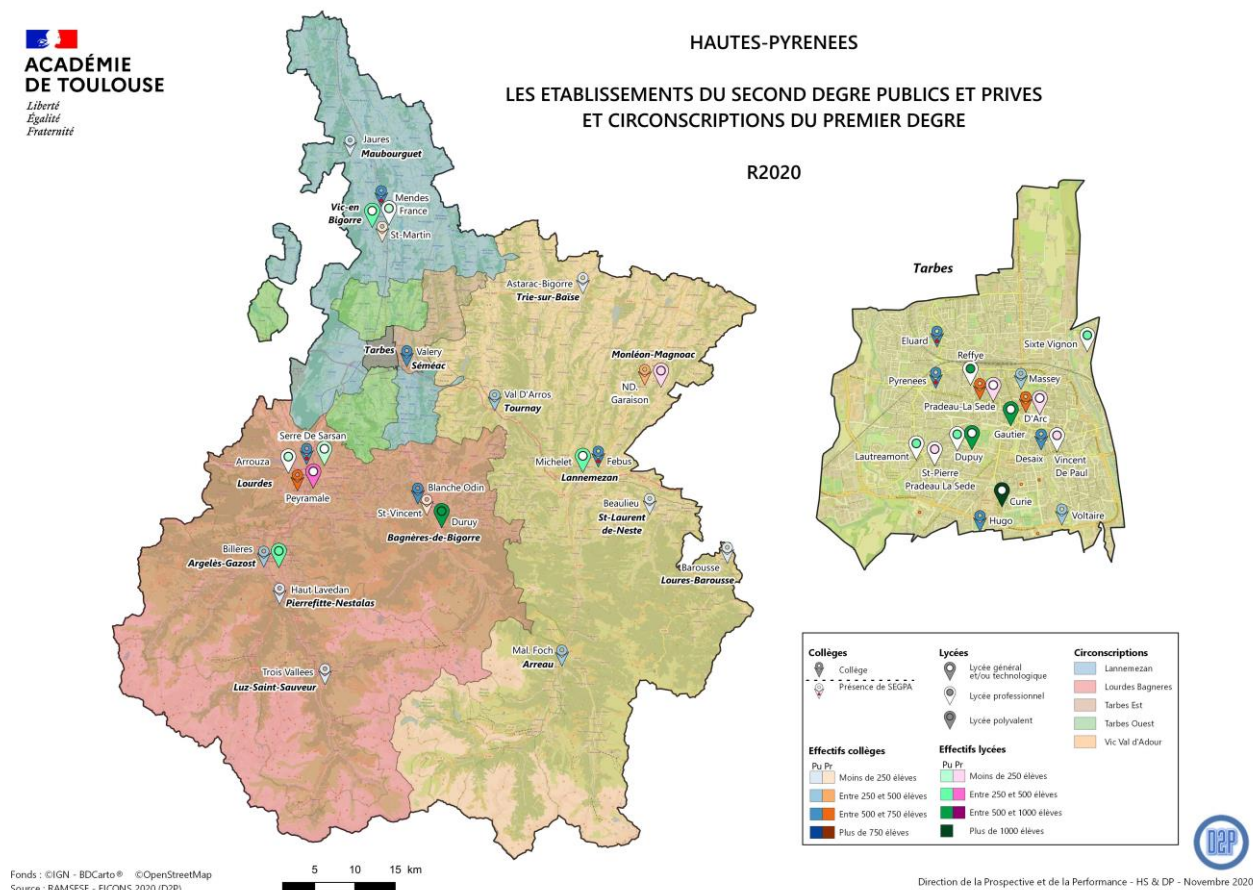 ACADÉMIE
DE TOULOUSE
Liberté
Égalité
Fraternité
HAUTES-PYRENEES
LES ETABLISSEMENTS DU SECOND DEGRE PUBLICS ET PRIVES
ET CIRCONSCRIPTIONS DU PREMIER DEGRE
R2020
Jaures
Maubourguet
Vic-en
Bigorre
Mendes
France
St-Martin
Astarac-Bigorre
Trie-sur-Baise
Tarbes
Valery
Séméac
Monléon-Magnoac
ND.
Garaison
Val D'Arros
Tournay
Serre De Sarsan
Arrouza
Lourdes
Peyramale
Michelet
Febus
Lannemezan
Blanche Odin
St-Vincent
Duruy
Bagnères-de-Bigorre
Beaulieu
St-Laurent
de-Neste
Billeres
Argelès-Gazost
Barousse
Loures-Barousse
Haut Lavedan
Pierrefitte-Nestalas
Mal. Foch
Arreau
Trois Vallees
Luz-Saint-Sauveur
Tarbes
Eluard
Sixte Vignon
Reffye
Pyrenees
Massey
Pradeau-La Sede
D'Arc
Gautier
Lautreamont
Dupuy
Desaix
Vincent
De Paul
St-Pierre
Pradeau La Sede
Curie
Hugo
Voltaire
Collèges
Collège
Présence de SEGPA
Lycées
Lycée général
et/ou technologique
Lycée professionnel
Lycée polyvalent
Circonscriptions
Lannemezan
Lourdes Bagneres
Tarbes Est
Tarbes Ouest
Vic Val d'Adour
Effectifs collèges
Pu Pr
Moins de 250 élèves
Entre 250 et 500 élèves
Entre 500 et 750 élèves
Plus de 750 élèves
Effectifs lycées
Pu Pr
Moins de 250 élèves
Entre 250 et 500 élèves
Entre 500 et 1000 élèves
Plus de 1000 élèves
D2P
5 10 15 km
Fonds : ©IGN - BDCarto® ©OpenStreetMap
Source : RAMSESE - FICONS 2020 (D2P)
Direction de la Prospective et de la Performance - HS & DP - Novembre 2020